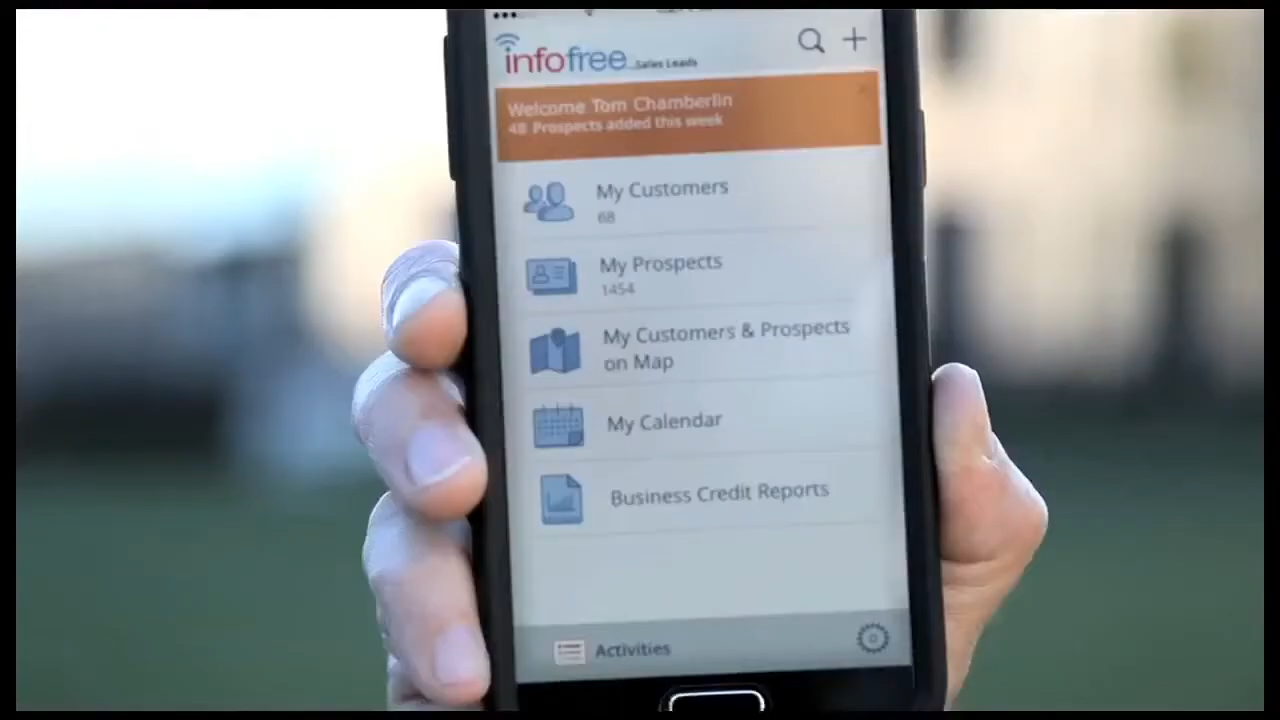 infofree Sales Leads
Welcome Tom Chamberlin
48 Prospects added this week
My Customers
68
My Prospects
1454
My Customers & Prospects
on Map
My Calendar
Business Credit Reports
Activities